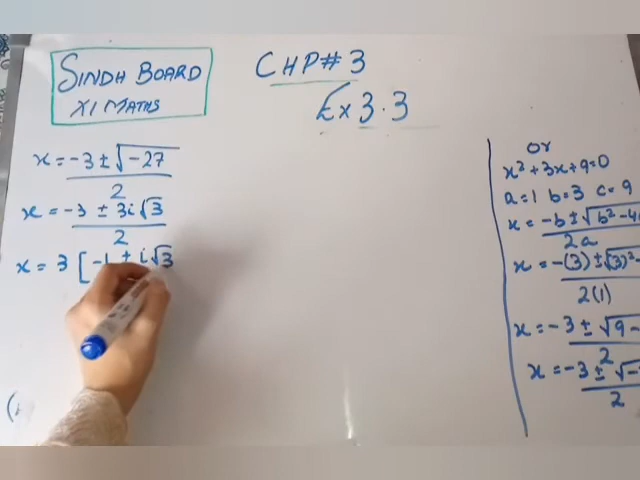 SINDH BOARD
XI MATHS
CHP# 3
Ex 3.3
x = -3 ± √-27
2
x = -3 ± 3i√3
2
x = 3 [ -1 ± i√3
or
x² + 3x + 9 = 0
a=1 b=3 c=9
x = -b ± √b² - 4
2a
x = -(3) ± √(3)² -
2(1)
x = -3 ± √9 -
2
x = -3 ± √-
2